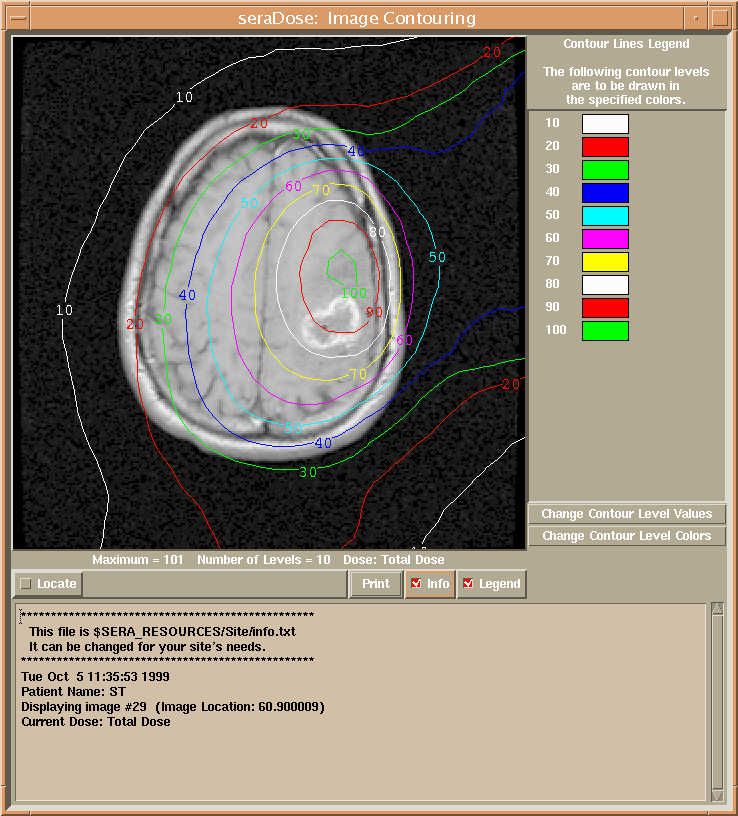 seraDose:  Image Contouring
Contour Lines Legend
The following contour levels
are to be drawn in
the specified colors.
10
20
30
40
50
60
70
80
90
100
20
10
20
30
40
60
70
50
80
50
40
100
10
20
30
90
60
70
20
50
40
30
Maximum = 101   Number of Levels = 10   Dose: Total Dose
Change Contour Level Values
Change Contour Level Colors
Locate
Print
Info
Legend
*************************************************
This file is $SERA_RESOURCES/Site/info.txt
It can be changed for your site's needs.
*************************************************
Tue Oct  5 11:35:53 1999
Patient Name: ST
Displaying image #29  (Image Location: 60.900009)
Current Dose: Total Dose